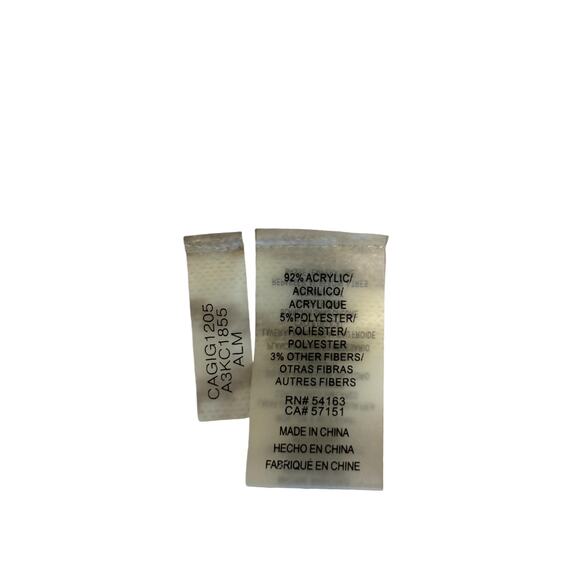 CAGIG1205
A3KC1855
ALM
92% ACRYLIC/
ACRILICO/
ACRYLIQUE
5%POLYESTER/
FOLIÉSTER/
POLYESTER
3% OTHER FIBERS/
OTRAS FIBRAS
AUTRES FIBERS
RN# 54163
CA# 57151
MADE IN CHINA
HECHO EN CHINA
FABRIQUÉ EN CHINE